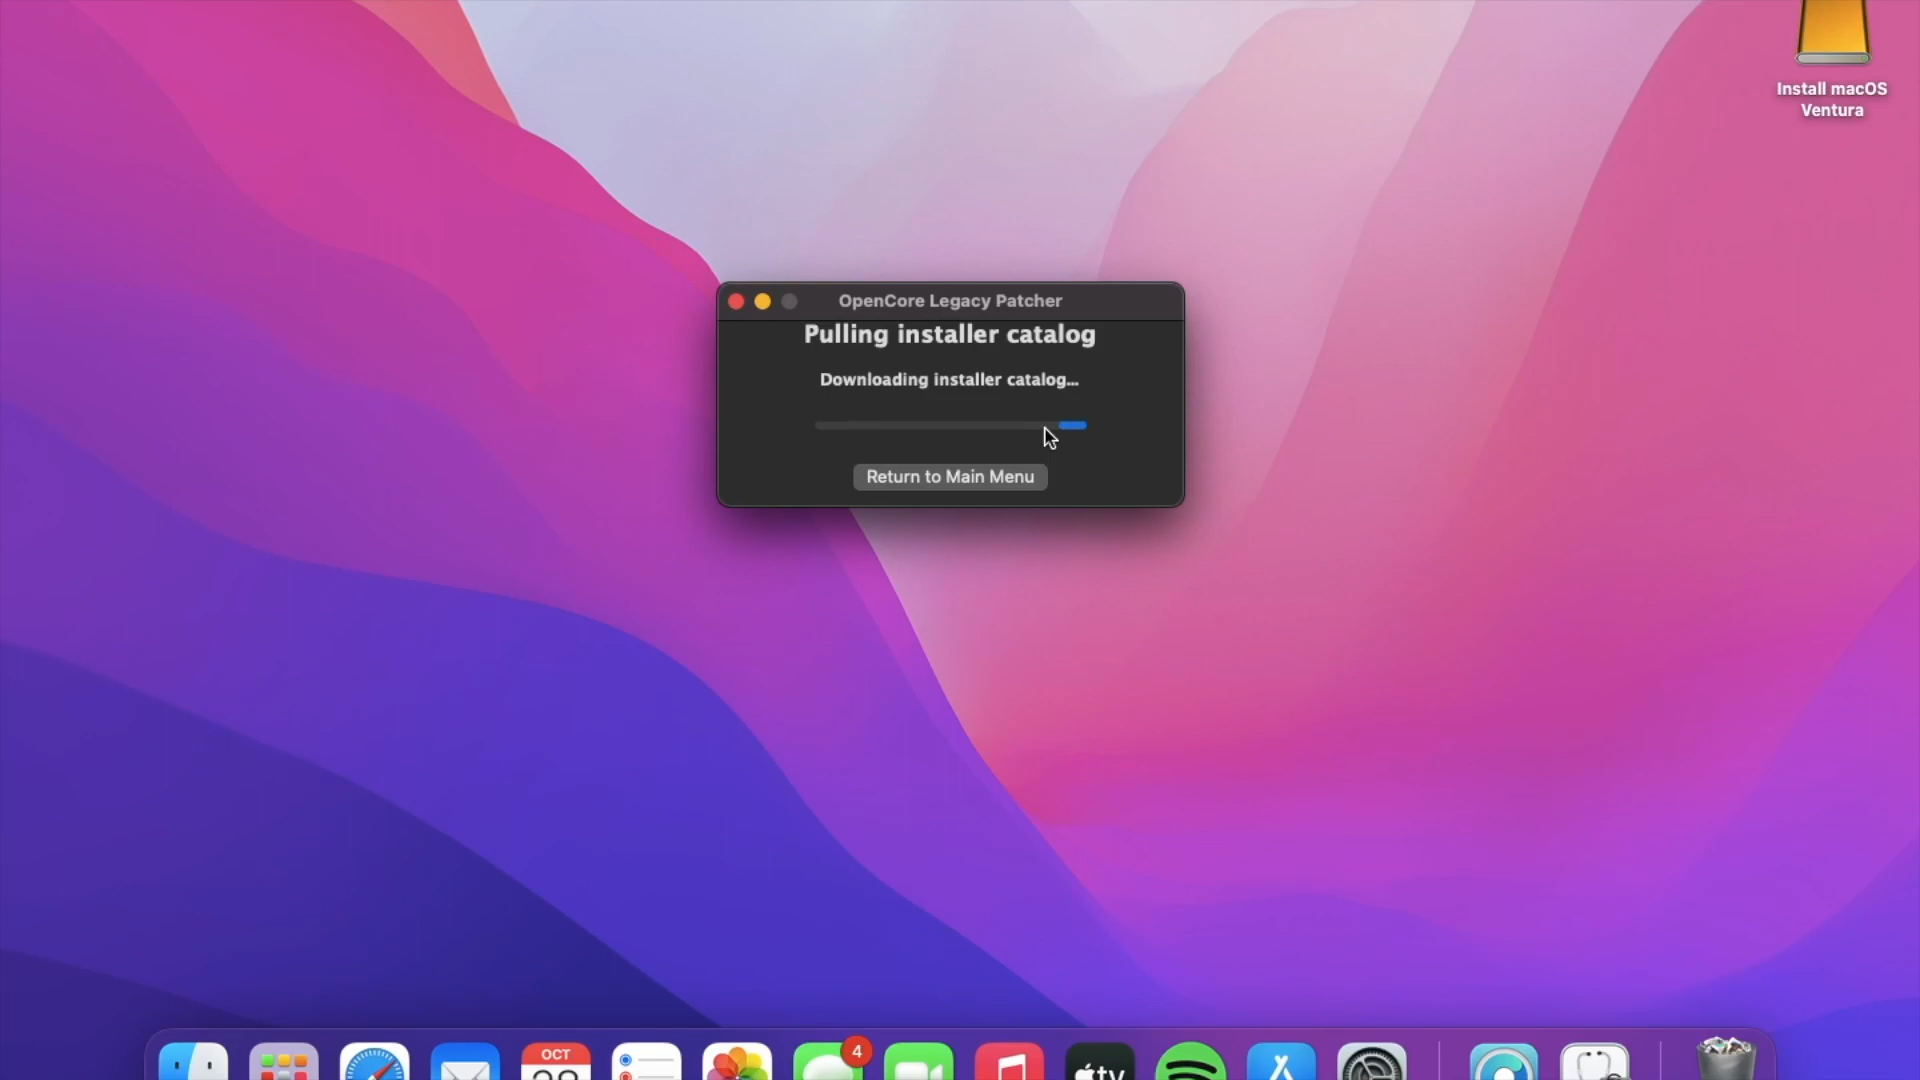 Install macOS
Ventura
OpenCore Legacy Patcher
Pulling installer catalog
Downloading installer catalog...
Return to Main Menu
OCT
4
tv